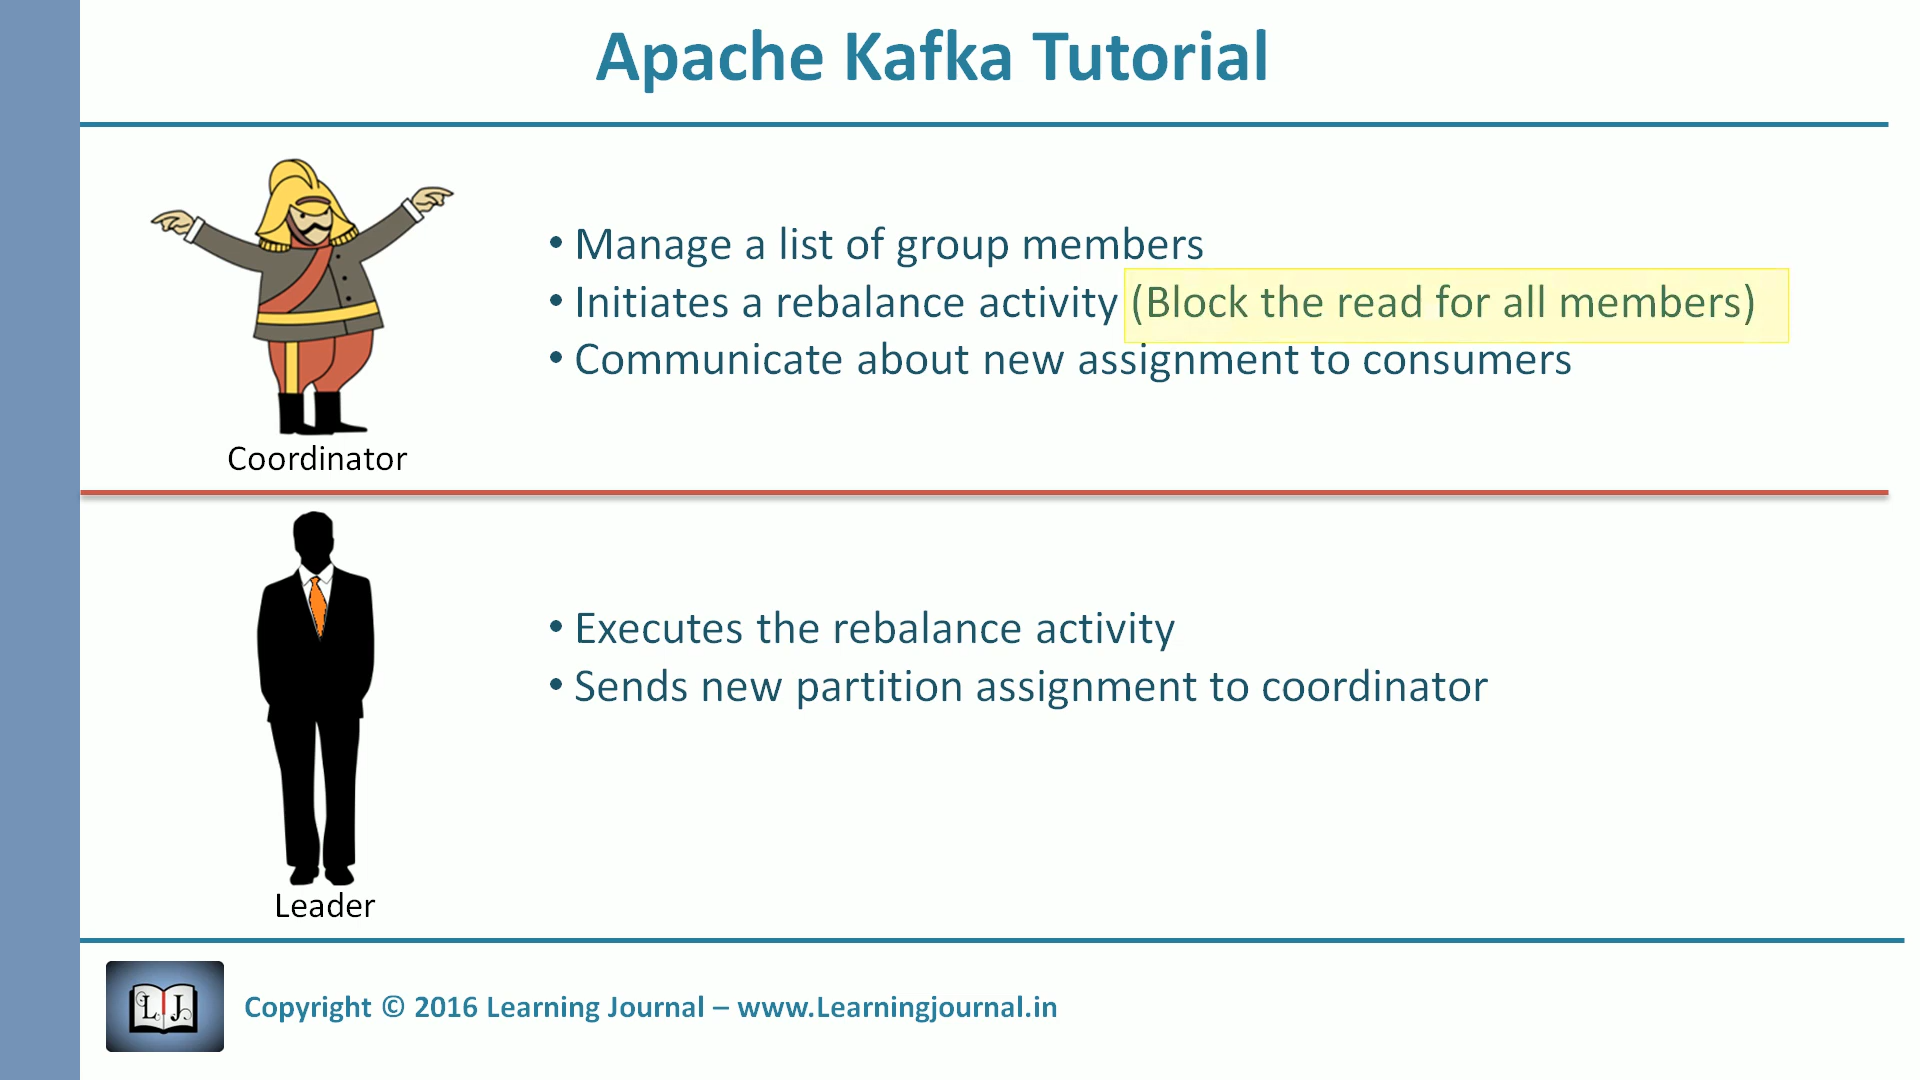 Apache Kafka Tutorial
• Manage a list of group members
• Initiates a rebalance activity (Block the read for all members)
• Communicate about new assignment to consumers
Coordinator
• Executes the rebalance activity
• Sends new partition assignment to coordinator
Leader
L J
Copyright © 2016 Learning Journal – www.Learningjournal.in